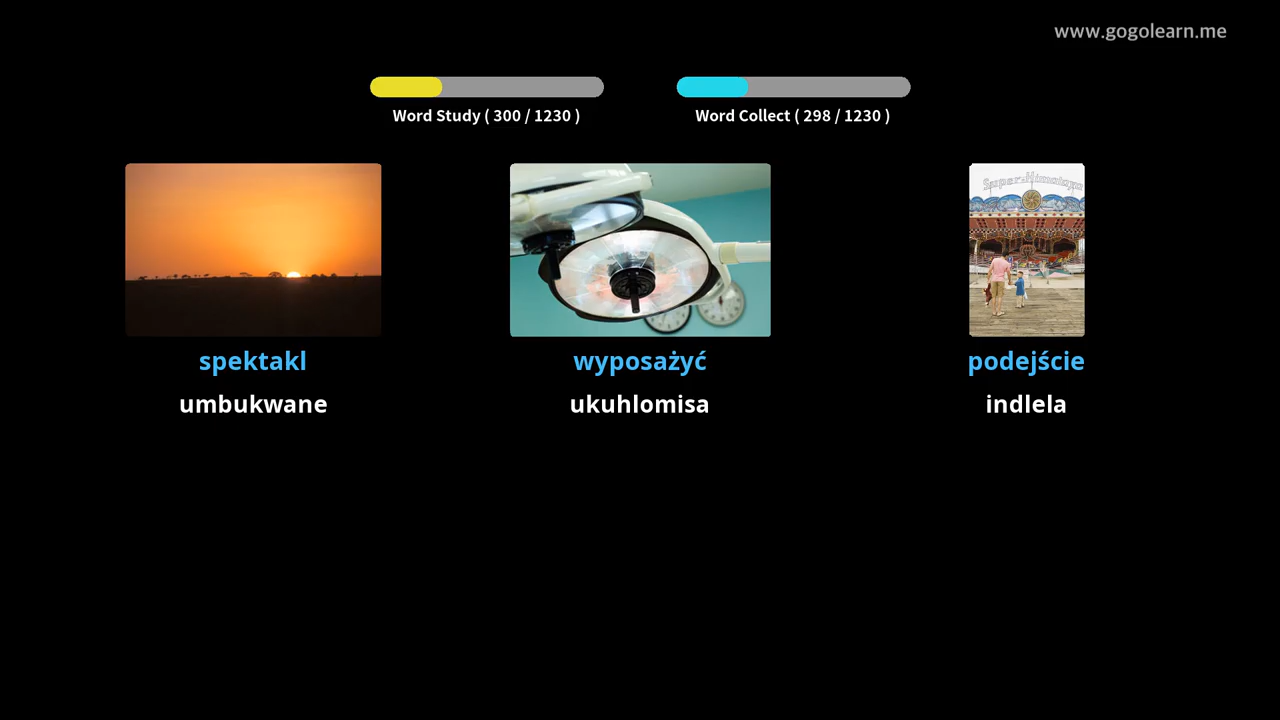 www.gogolearn.me
Word Study ( 300 / 1230 )
Word Collect ( 298 / 1230 )
spektakl
wyposażyć
podejście
umbukwane
ukuhlomisa
indlela